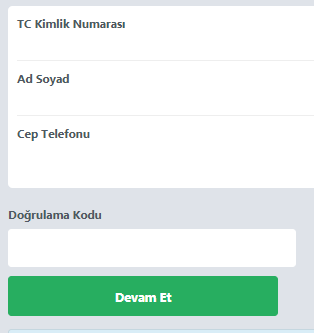 TC Kimlik Numarası
Ad Soyad
Cep Telefonu
Doğrulama Kodu
Devam Et